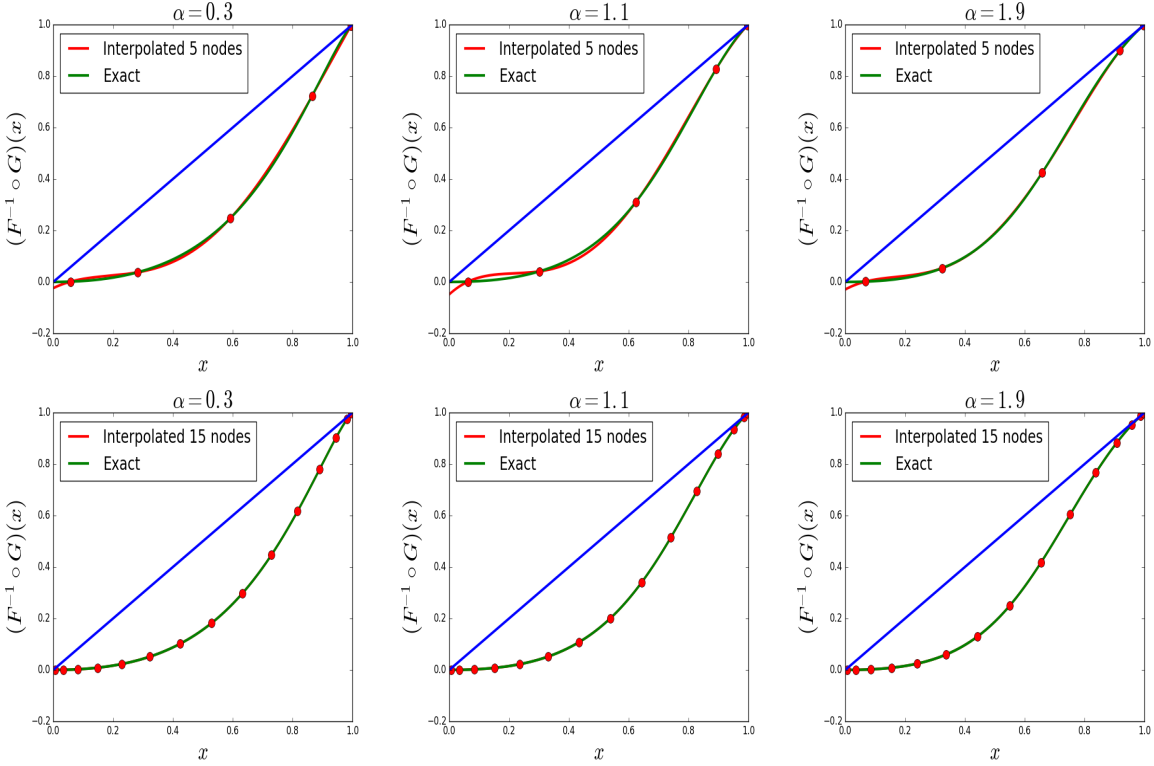 α=0.3
α=1.1
α=1.9
1.0
0.8
0.6
0.4
0.2
0.0
−0.2
(F⁻¹ ∘ G)(x)
Interpolated 5 nodes
Exact
0.0 0.2 0.4 0.6 0.8 1.0
x
1.0
0.8
0.6
0.4
0.2
0.0
−0.2
(F⁻¹ ∘ G)(x)
Interpolated 5 nodes
Exact
0.0 0.2 0.4 0.6 0.8 1.0
x
1.0
0.8
0.6
0.4
0.2
0.0
−0.2
(F⁻¹ ∘ G)(x)
Interpolated 5 nodes
Exact
0.0 0.2 0.4 0.6 0.8 1.0
x
α=0.3
α=1.1
α=1.9
1.0
0.8
0.6
0.4
0.2
0.0
−0.2
(F⁻¹ ∘ G)(x)
Interpolated 15 nodes
Exact
0.0 0.2 0.4 0.6 0.8 1.0
x
1.0
0.8
0.6
0.4
0.2
0.0
−0.2
(F⁻¹ ∘ G)(x)
Interpolated 15 nodes
Exact
0.0 0.2 0.4 0.6 0.8 1.0
x
1.0
0.8
0.6
0.4
0.2
0.0
−0.2
(F⁻¹ ∘ G)(x)
Interpolated 15 nodes
Exact
0.0 0.2 0.4 0.6 0.8 1.0
x